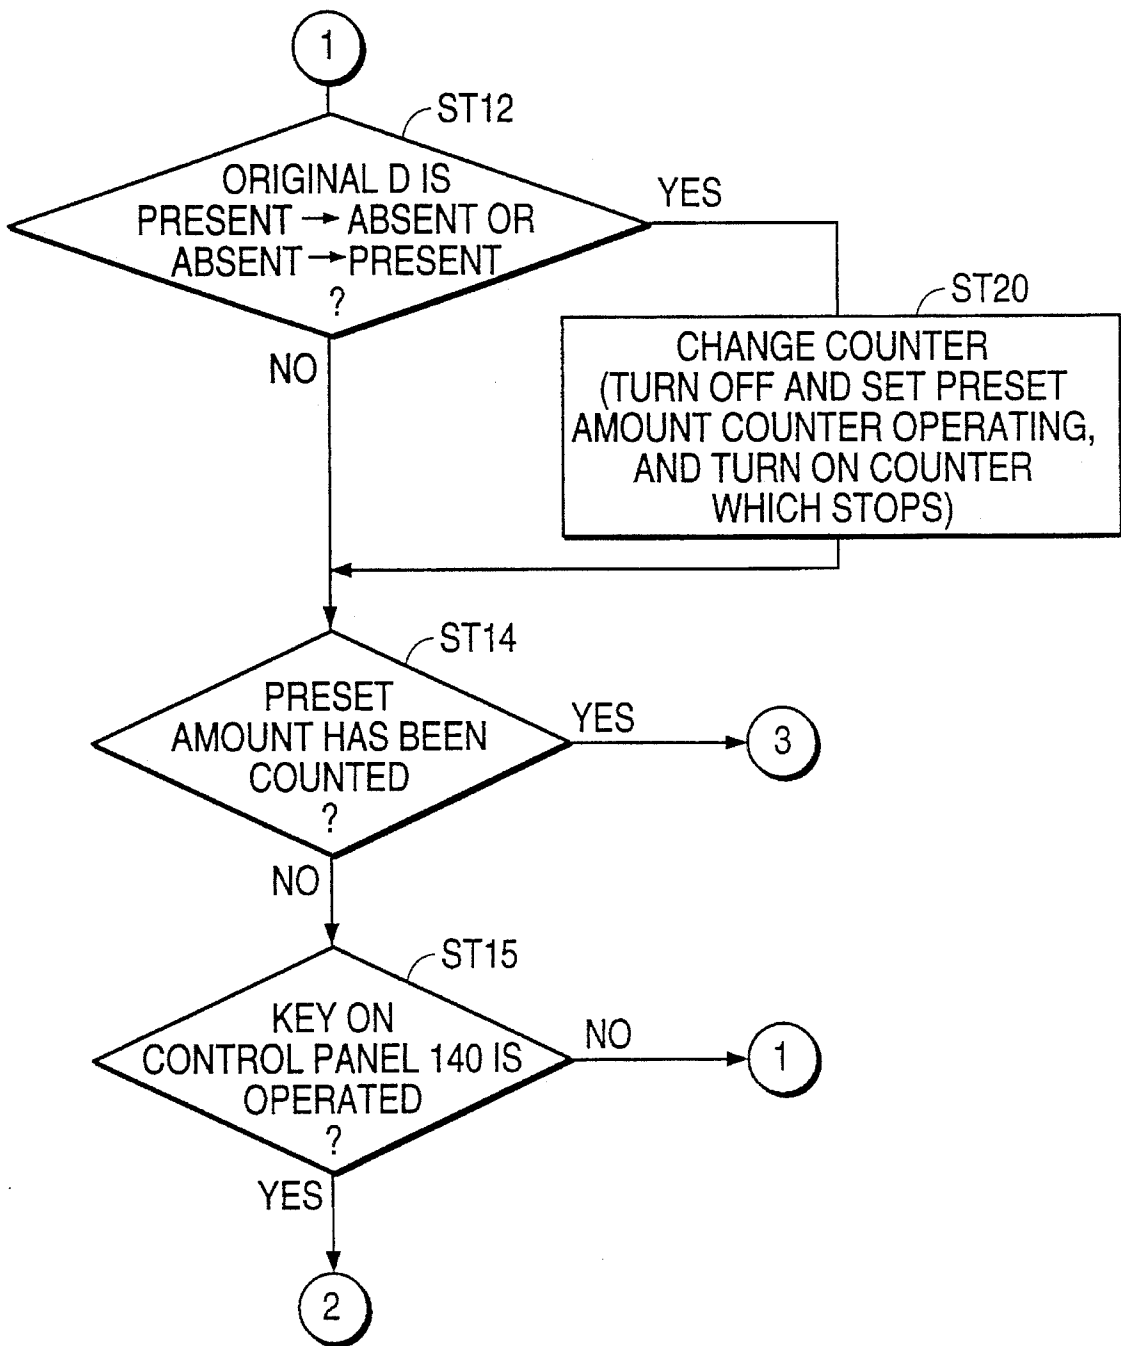 1
ST12
ORIGINAL D IS
PRESENT → ABSENT OR
ABSENT → PRESENT
?
YES
NO
ST20
CHANGE COUNTER
(TURN OFF AND SET PRESET
AMOUNT COUNTER OPERATING,
AND TURN ON COUNTER
WHICH STOPS)
ST14
PRESET
AMOUNT HAS BEEN
COUNTED
?
YES
3
NO
ST15
KEY ON
CONTROL PANEL 140 IS
OPERATED
?
NO
1
YES
2